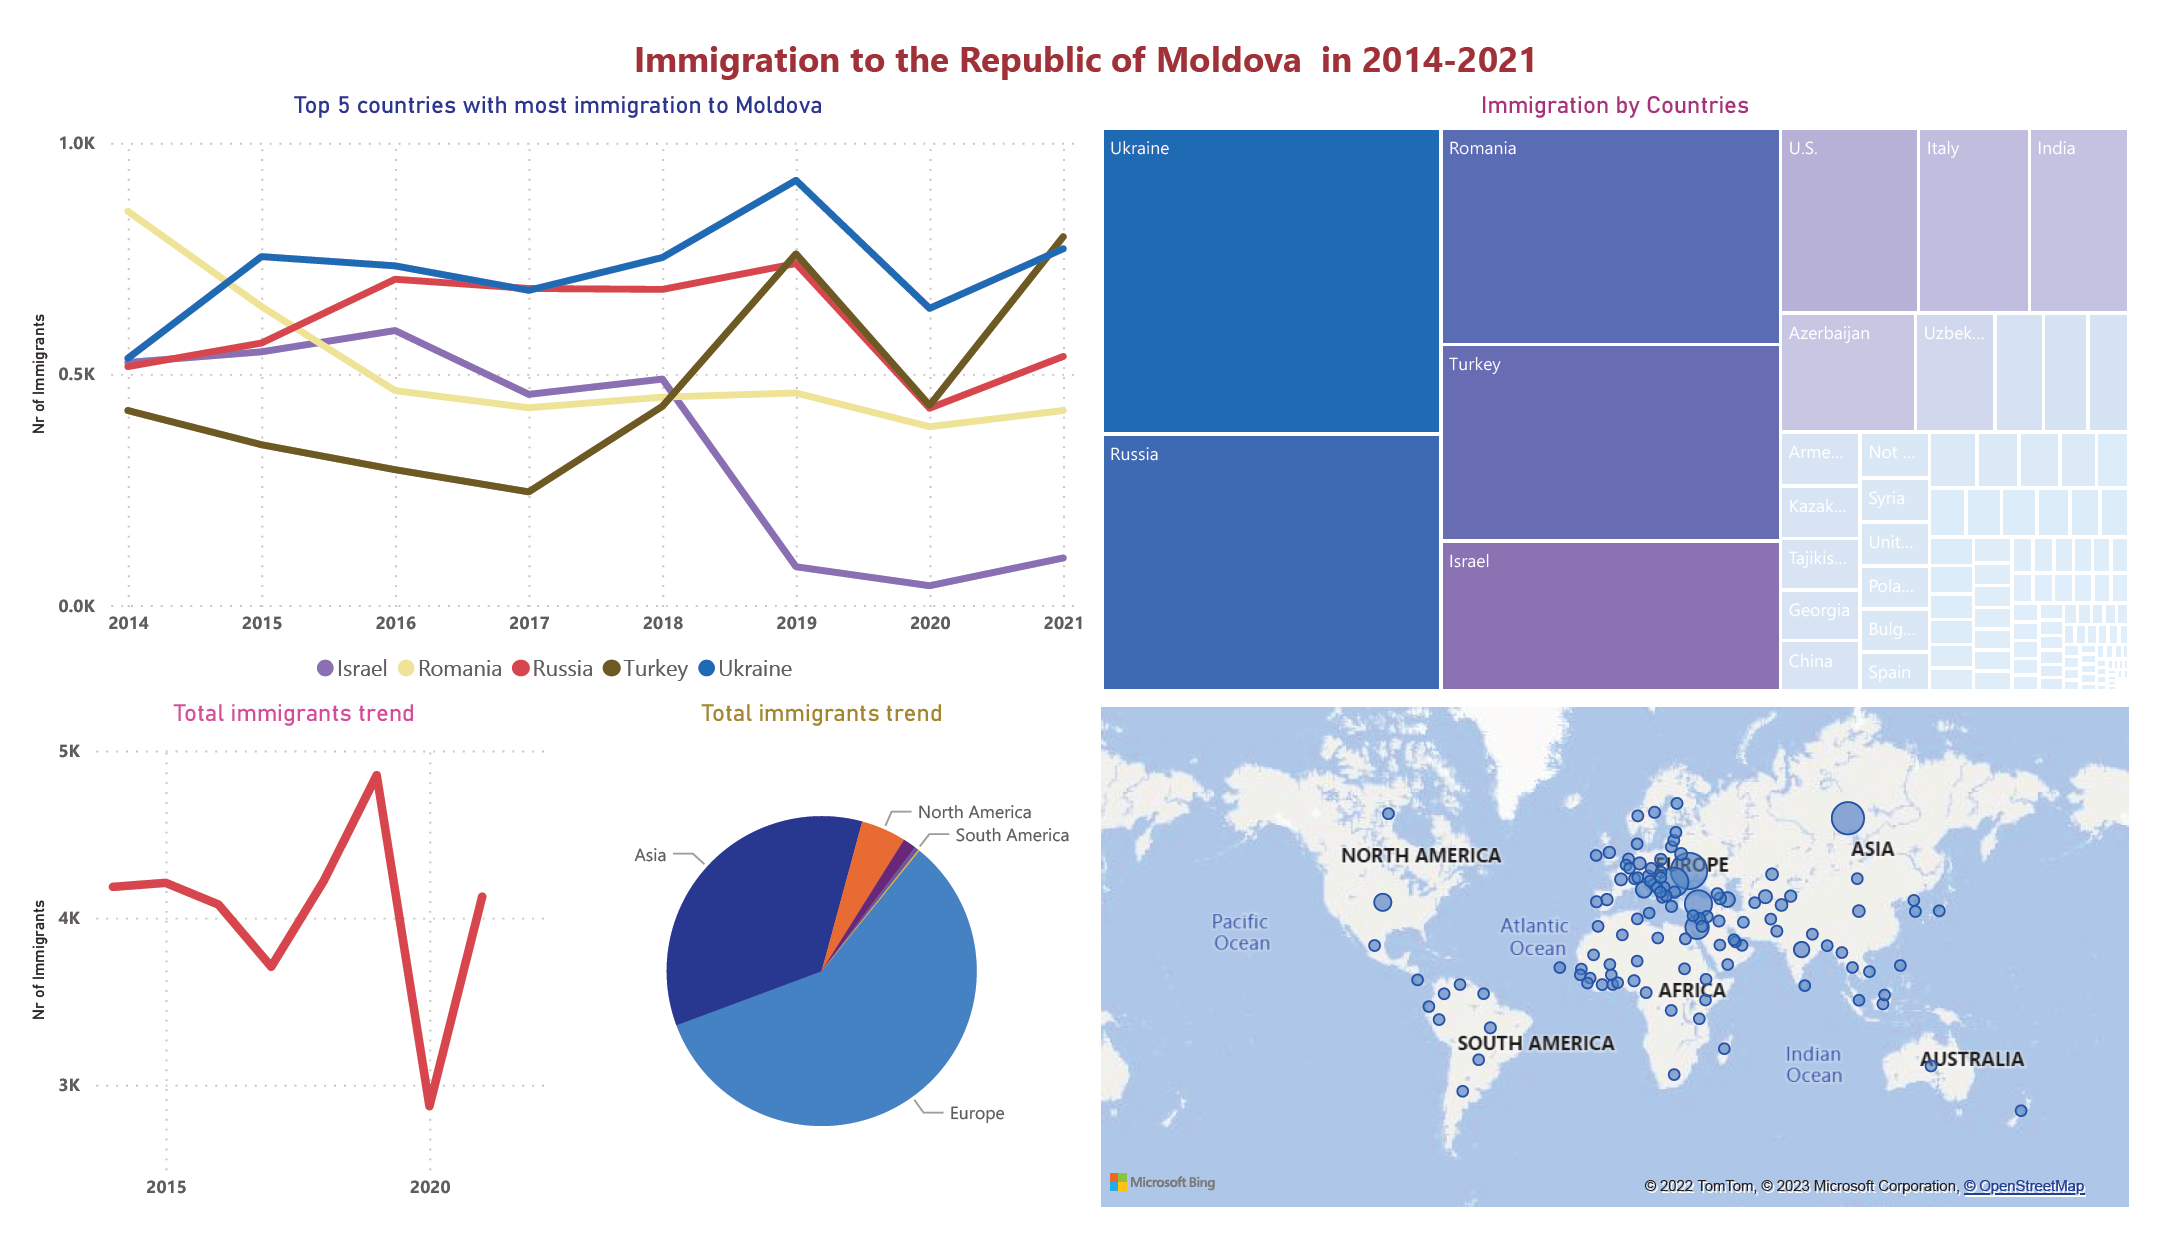 Immigration to the Republic of Moldova in 2014-2021
Top 5 countries with most immigration to Moldova
1.0K
0.5K
0.0K
Nr of Immigrants
2014 2015 2016 2017 2018 2019 2020 2021
Israel Romania Russia Turkey Ukraine
Immigration by Countries
Ukraine
Russia
Romania
Turkey
Israel
U.S.
Italy
India
Azerbaijan
Uzbek...
Arme...
Kazak...
Tajikis...
Georgia
China
Not ...
Syria
Unit...
Pola...
Bulg...
Spain
Total immigrants trend
5K
4K
3K
Nr of Immigrants
2015 2020
Total immigrants trend
North America
South America
Asia
Europe
NORTH AMERICA
EUROPE
ASIA
Pacific
Ocean
Atlantic
Ocean
AFRICA
SOUTH AMERICA
Indian
Ocean
AUSTRALIA
Microsoft Bing
© 2022 TomTom, © 2023 Microsoft Corporation, © OpenStreetMap